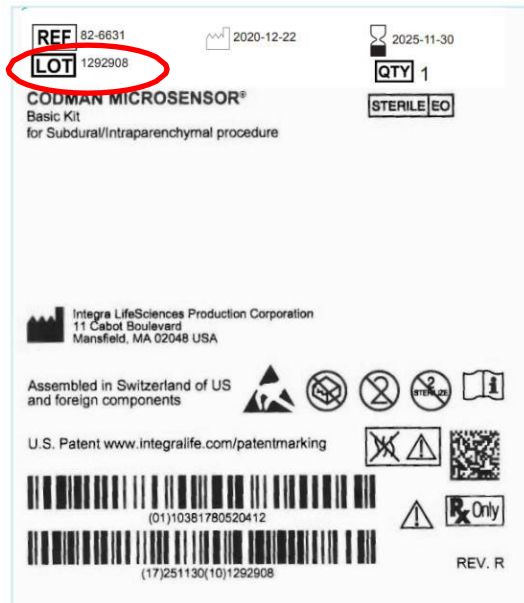 REF 82-6631 2020-12-22 2025-11-30
LOT 1292908 QTY 1
CODMAN MICROSENSOR® STERILE EO
Basic Kit
for Subdural/Intraparenchymal procedure
Integra LifeSciences Production Corporation
11 Cabot Boulevard
Mansfield, MA 02048 USA
Assembled in Switzerland of US
and foreign components
2 2 STERILIZE i
U.S. Patent www.integralife.com/patentmarking
(01)10381780520412
Rx Only
(17)251130(10)1292908
REV. R